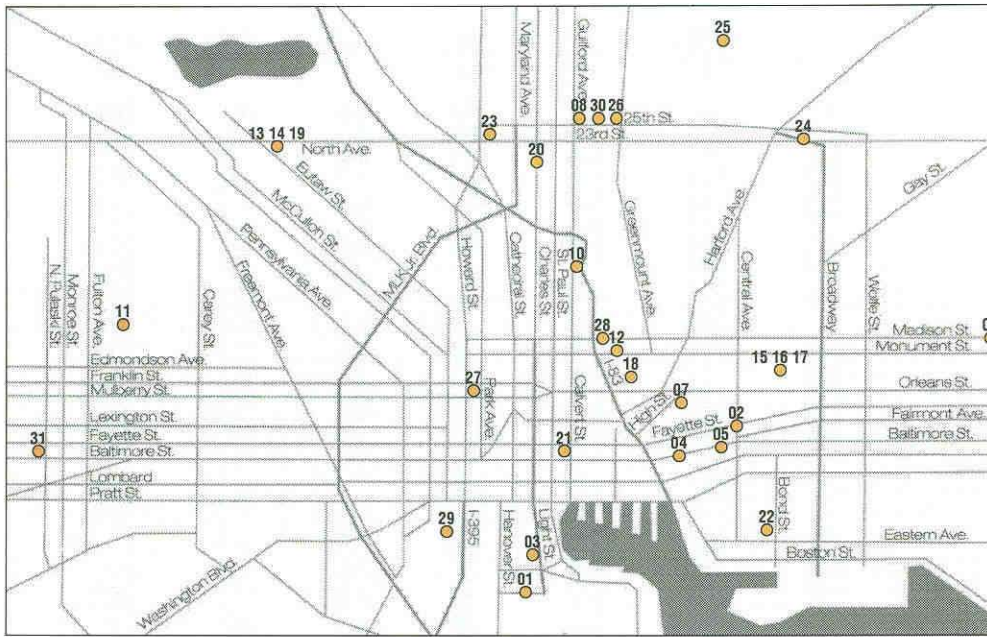 25
Maryland Ave.
Guilford Ave.
08 30 26
25th St.
23
23rd St.
24
13 14 19
North Ave.
20
Eutaw St.
McCulloh St.
Gay St.
Harford Ave.
Greenmount Ave.
Pennsylvania Ave.
MLK Jr. Blvd.
Howard St.
Cathedral St.
Charles St.
St. Paul St.
10
Central Ave.
Broadway
Wolfe St.
N. Pulaski St.
Monroe St.
Fulton Ave.
Carey St.
Freemont Ave.
11
28
12
Madison St.
Monument St.
Edmondson Ave.
18
I-83
15 16 17
Franklin St.
Mulberry St.
27
Park Ave.
07
Orleans St.
High St.
Lexington St.
Calvert St.
Fayette St.
02
Fairmont Ave.
Fayette St.
Baltimore St.
31
Baltimore St.
21
04
05
Lombard
Pratt St.
Bond St.
29
I-395
Hanover St.
Light St.
22
Eastern Ave.
03
Boston St.
Washington Blvd.
01